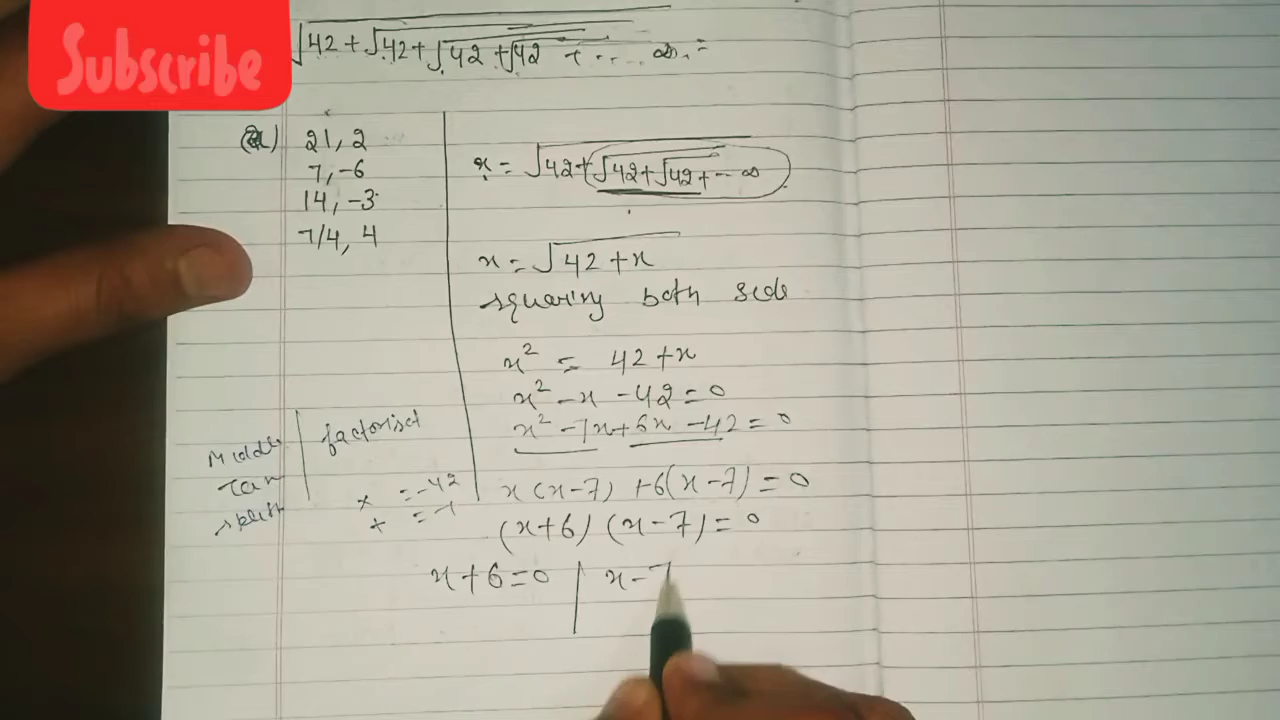 Subscribe
√42 + √42 + √42 + √42 + ... ∞ =
21, 2
7, -6
14, -3
7/4, 4
x = √42 + √42 + √42 + -- ∞
x = √42 + x
squaring both side
x² = 42 + x
x² - x - 42 = 0
x² - 7x + 6x - 42 = 0
x(x-7) + 6(x-7) = 0
(x+6) (x-7) = 0
x+6=0 | x-7
Middle
split
factorised
× = -42
+ = -1